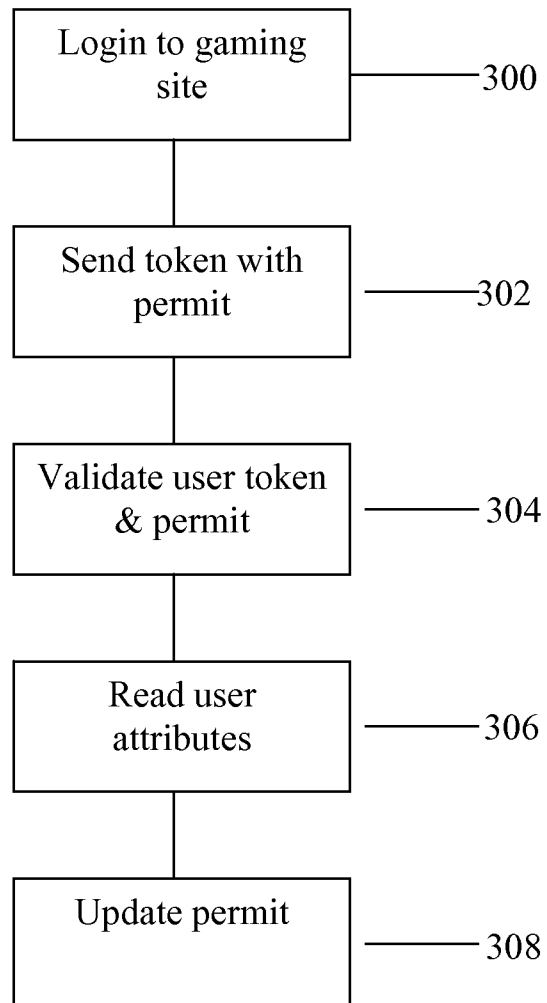 Login to gaming
site
300
Send token with
permit
302
Validate user token
& permit
304
Read user
attributes
306
Update permit
308